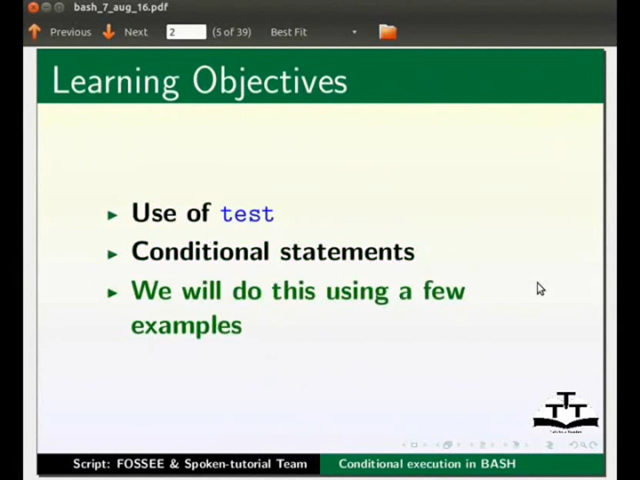 bash_7_aug_16.pdf
Previous Next 2 (5 of 39) Best Fit
Learning Objectives
Use of test
Conditional statements
We will do this using a few
examples
T
T T
Script: FOSSEE & Spoken-tutorial Team Conditional execution in BASH